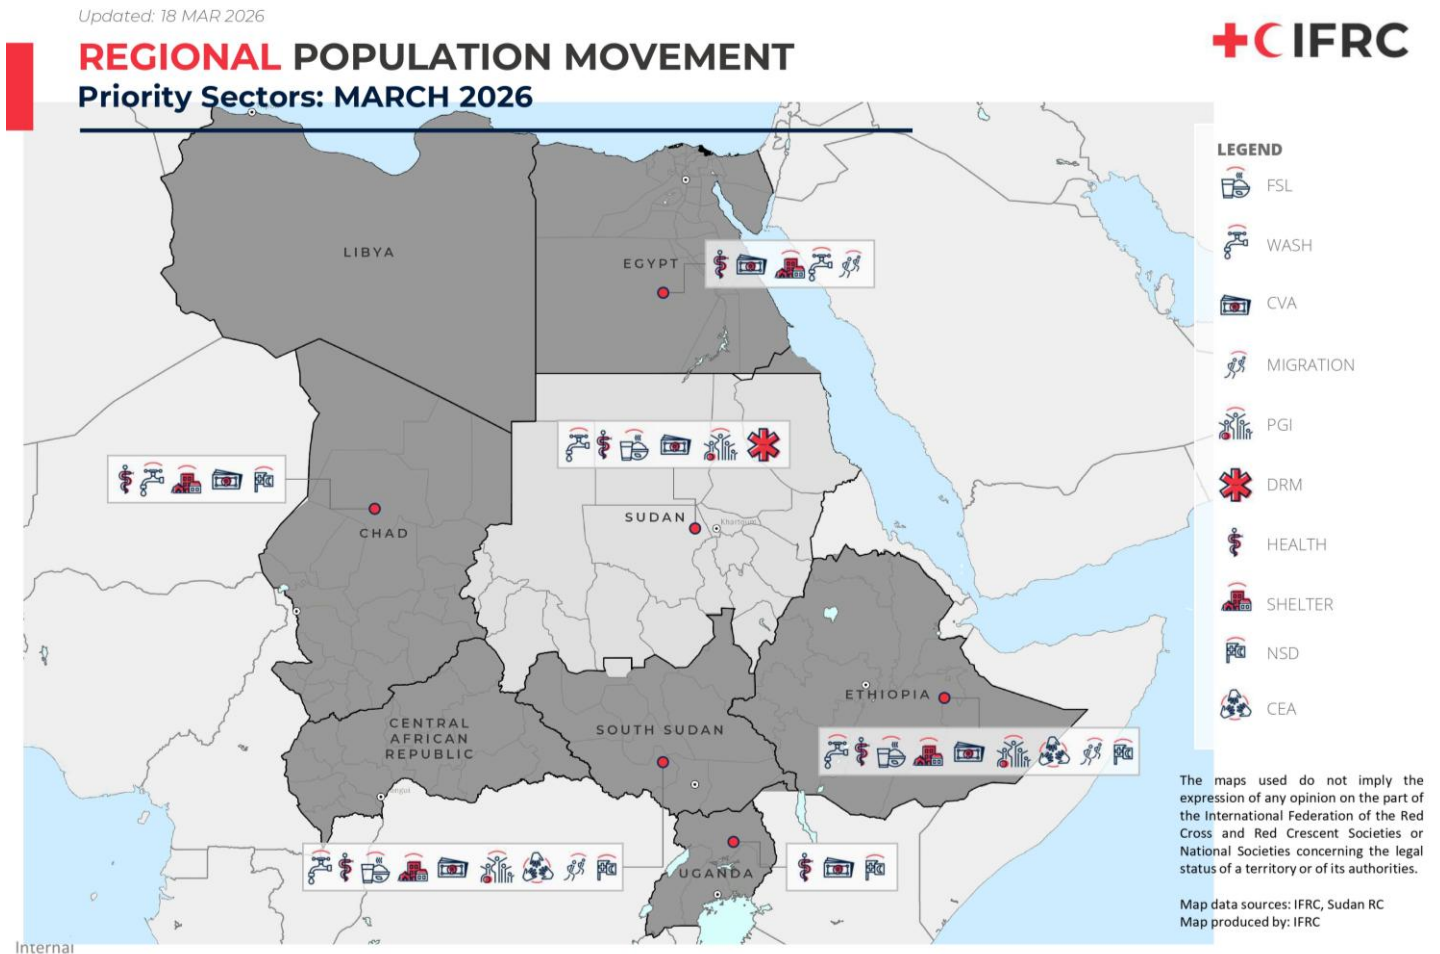 Updated: 18 MAR 2026
REGIONAL POPULATION MOVEMENT
Priority Sectors: MARCH 2026
IFRC
LEGEND
FSL
WASH
CVA
MIGRATION
PGI
DRM
HEALTH
SHELTER
NSD
CEA
LIBYA
EGYPT
CHAD
SUDAN
Khartoum
ETHIOPIA
CENTRAL
AFRICAN
REPUBLIC
SOUTH SUDAN
UGANDA
The maps used do not imply the
expression of any opinion on the part of
the International Federation of the Red
Cross and Red Crescent Societies or
National Societies concerning the legal
status of a territory or of its authorities.
Map data sources: IFRC, Sudan RC
Map produced by: IFRC
Internal